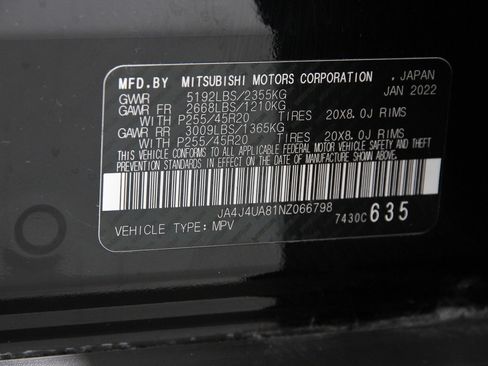 MFD.BY MITSUBISHI MOTORS CORPORATION . JAPAN
JAN 2022
GVWR 5192LBS/2355KG
GAWR FR 2668LBS/1210KG
WITH P255/45R20 TIRES 20X8.0J RIMS
GAWR RR 3009LBS/1365KG
WITH P255/45R20 TIRES 20X8.0J RIMS
THIS VEHICLE CONFORMS TO ALL APPLICABLE FEDERAL MOTOR VEHICLE SAFETY AND THEFT
PREVENTION STANDARDS IN EFFECT ON THE DATE OF MANUFACTURE SHOWN ABOVE.
JA4J4UA81NZ066798
VEHICLE TYPE: MPV 7430C 635